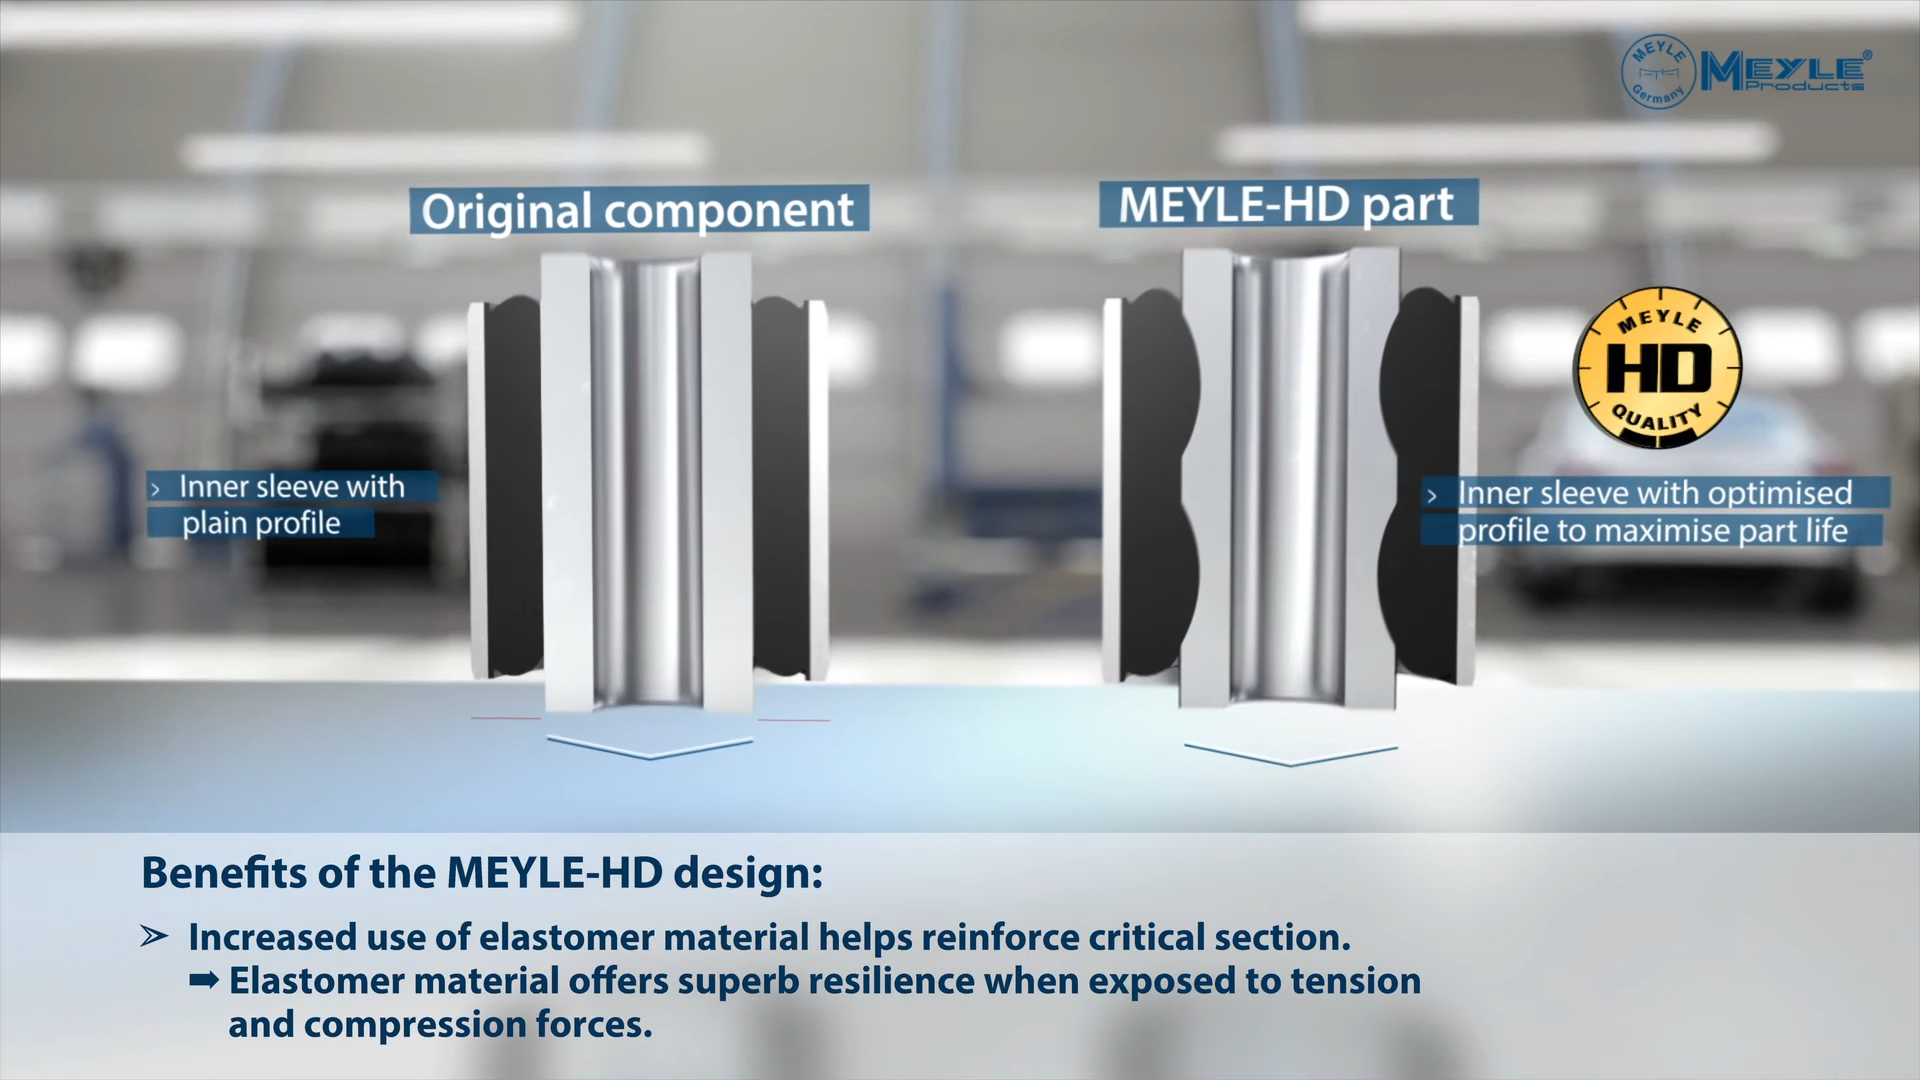 MEYLE
Germany
MEYLE®
Products
Original component
MEYLE-HD part
MEYLE
HD
QUALITY
› Inner sleeve with
plain profile
› Inner sleeve with optimised
profile to maximise part life
Benefits of the MEYLE-HD design:
➢ Increased use of elastomer material helps reinforce critical section.
➡ Elastomer material offers superb resilience when exposed to tension
and compression forces.